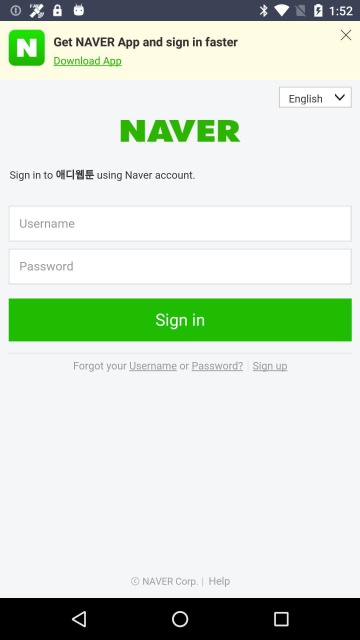 1:52
N
Get NAVER App and sign in faster
Download App
English
NAVER
Sign in to 애디웹툰 using Naver account.
Username
Password
Sign in
Forgot your Username or Password? | Sign up
ⓒ NAVER Corp. | Help